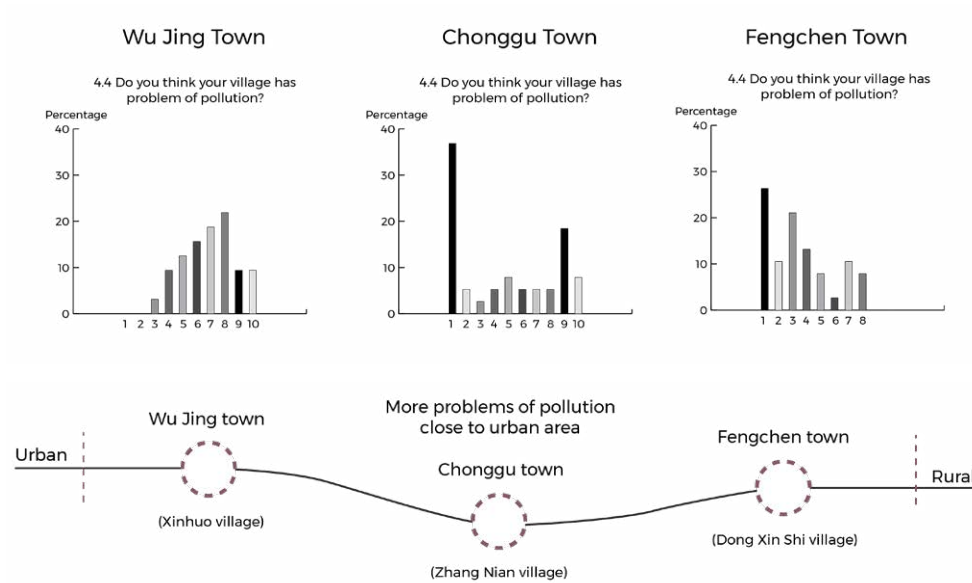 Wu Jing Town
4.4 Do you think your village has
problem of pollution?
Percentage
40
30
20
10
0
1 2 3 4 5 6 7 8 9 10
Chonggu Town
4.4 Do you think your village has
problem of pollution?
Percentage
40
30
20
10
0
1 2 3 4 5 6 7 8 9 10
Fengchen Town
4.4 Do you think your village has
problem of pollution?
Percentage
40
30
20
10
0
1 2 3 4 5 6 7 8
Urban
Wu Jing town
(Xinhuo village)
More problems of pollution
close to urban area
Chonggu town
(Zhang Nian village)
Fengchen town
(Dong Xin Shi village)
Rural